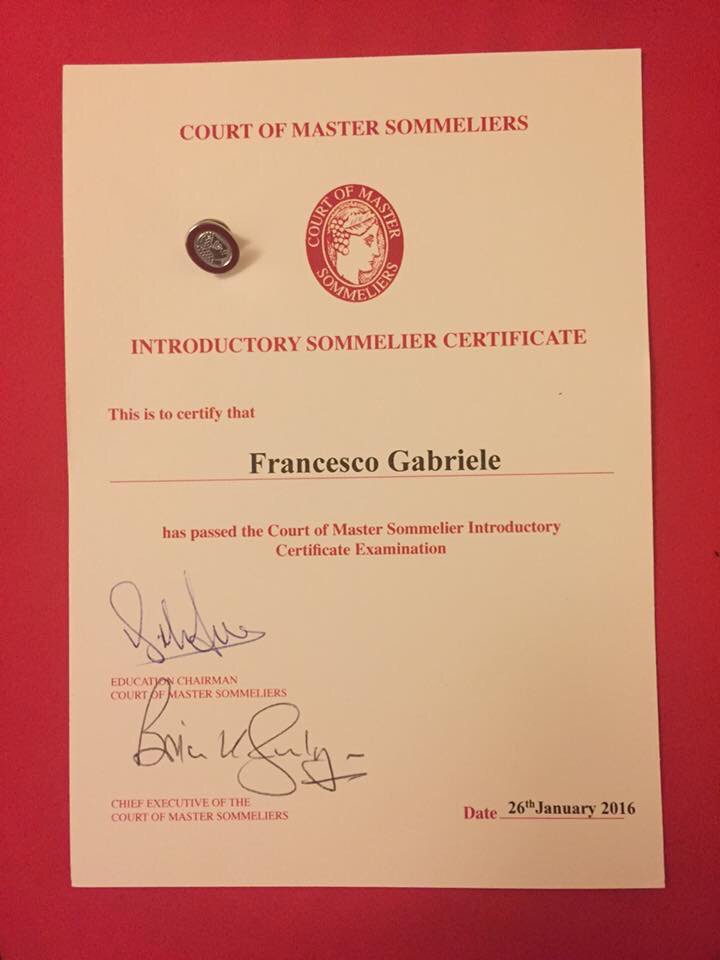 COURT OF MASTER SOMMELIERS
COURT OF MASTER
SOMMELIERS
INTRODUCTORY SOMMELIER CERTIFICATE
This is to certify that
Francesco Gabriele
has passed the Court of Master Sommelier Introductory
Certificate Examination
EDUCATION CHAIRMAN
COURT OF MASTER SOMMELIERS
Brian K
CHIEF EXECUTIVE OF THE
COURT OF MASTER SOMMELIERS
Date 26th January 2016